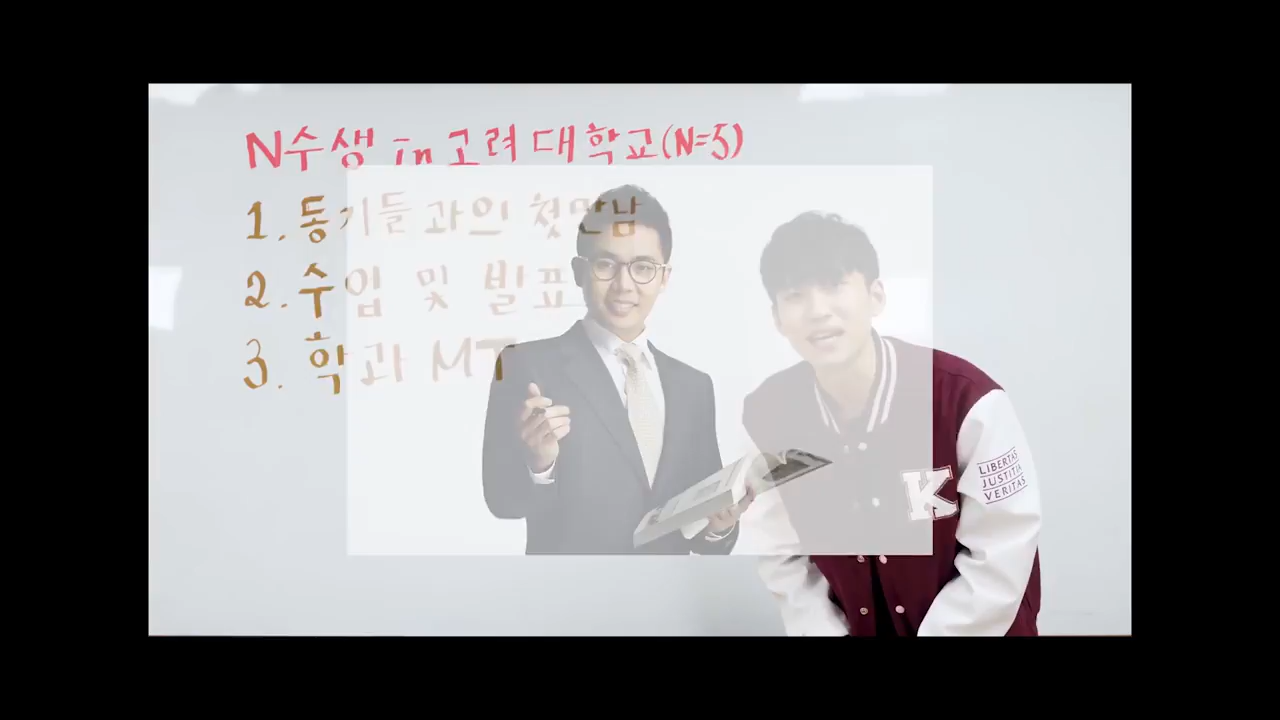 N수생 in 고려대학교(N=5)
1. 동기들과의 첫만남
2. 수업 및 발표
3. 학과 MT
K
LIBERTAS
JUSTITIA
VERITAS